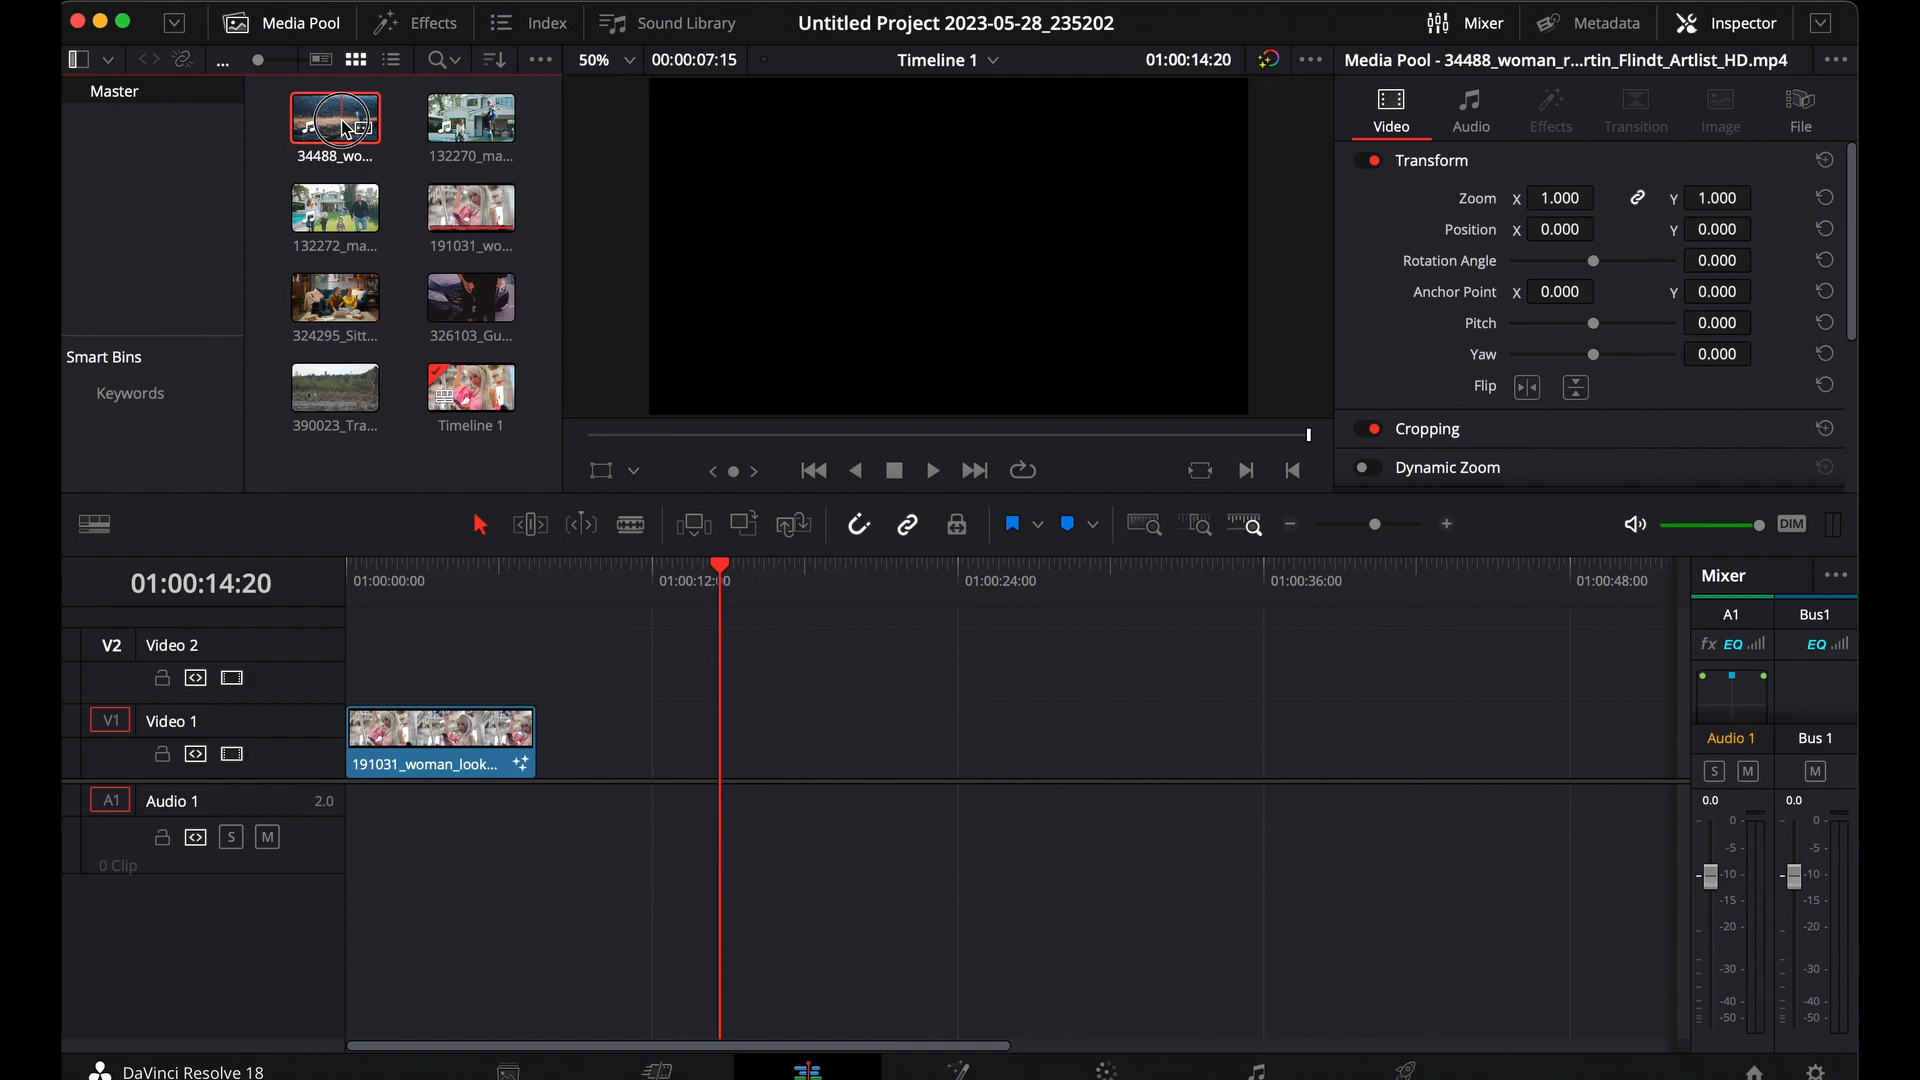 Media Pool Effects Index Sound Library Untitled Project 2023-05-28_235202 Mixer Metadata Inspector
... 50% 00:00:07:15 Timeline 1 01:00:14:20 Media Pool - 34488_woman_r...rtin_Flindt_Artlist_HD.mp4
Master
34488_wo... 132270_ma...
132272_ma... 191031_wo...
324295_Sitt... 326103_Gu...
390023_Tra... Timeline 1
Smart Bins
Keywords
Video Audio Effects Transition Image File
Transform
Zoom X 1.000 Y 1.000
Position X 0.000 Y 0.000
Rotation Angle 0.000
Anchor Point X 0.000 Y 0.000
Pitch 0.000
Yaw 0.000
Flip
Cropping
Dynamic Zoom
DIM
01:00:14:20
01:00:00:00 01:00:12:00 01:00:24:00 01:00:36:00 01:00:48:00
V2 Video 2
V1 Video 1
191031_woman_look...
A1 Audio 1 2.0
S M
0 Clip
Mixer
A1 Bus1
fx EQ EQ
Audio 1 Bus 1
S M M
0.0 0.0
0- 0-
-5- -5-
-10- -10-
-15- -15-
-20- -20-
-30- -30-
-40- -40-
-50- -50-
DaVinci Resolve 18